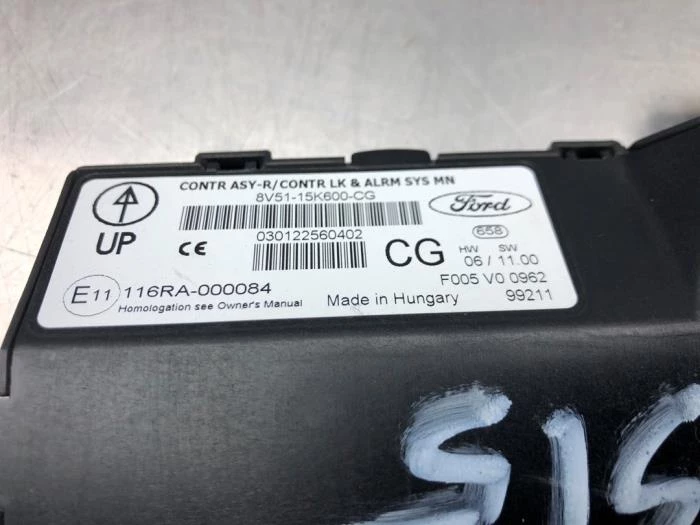 CONTR ASY-R/CONTR LK & ALRM SYS MN
8V51-15K600-CG
Ford
UP
CE
030122560402
CG
658
HW SW
06 / 11.00
E11 116RA-000084
F005 V0 0962
Homologation see Owner's Manual
Made in Hungary
99211